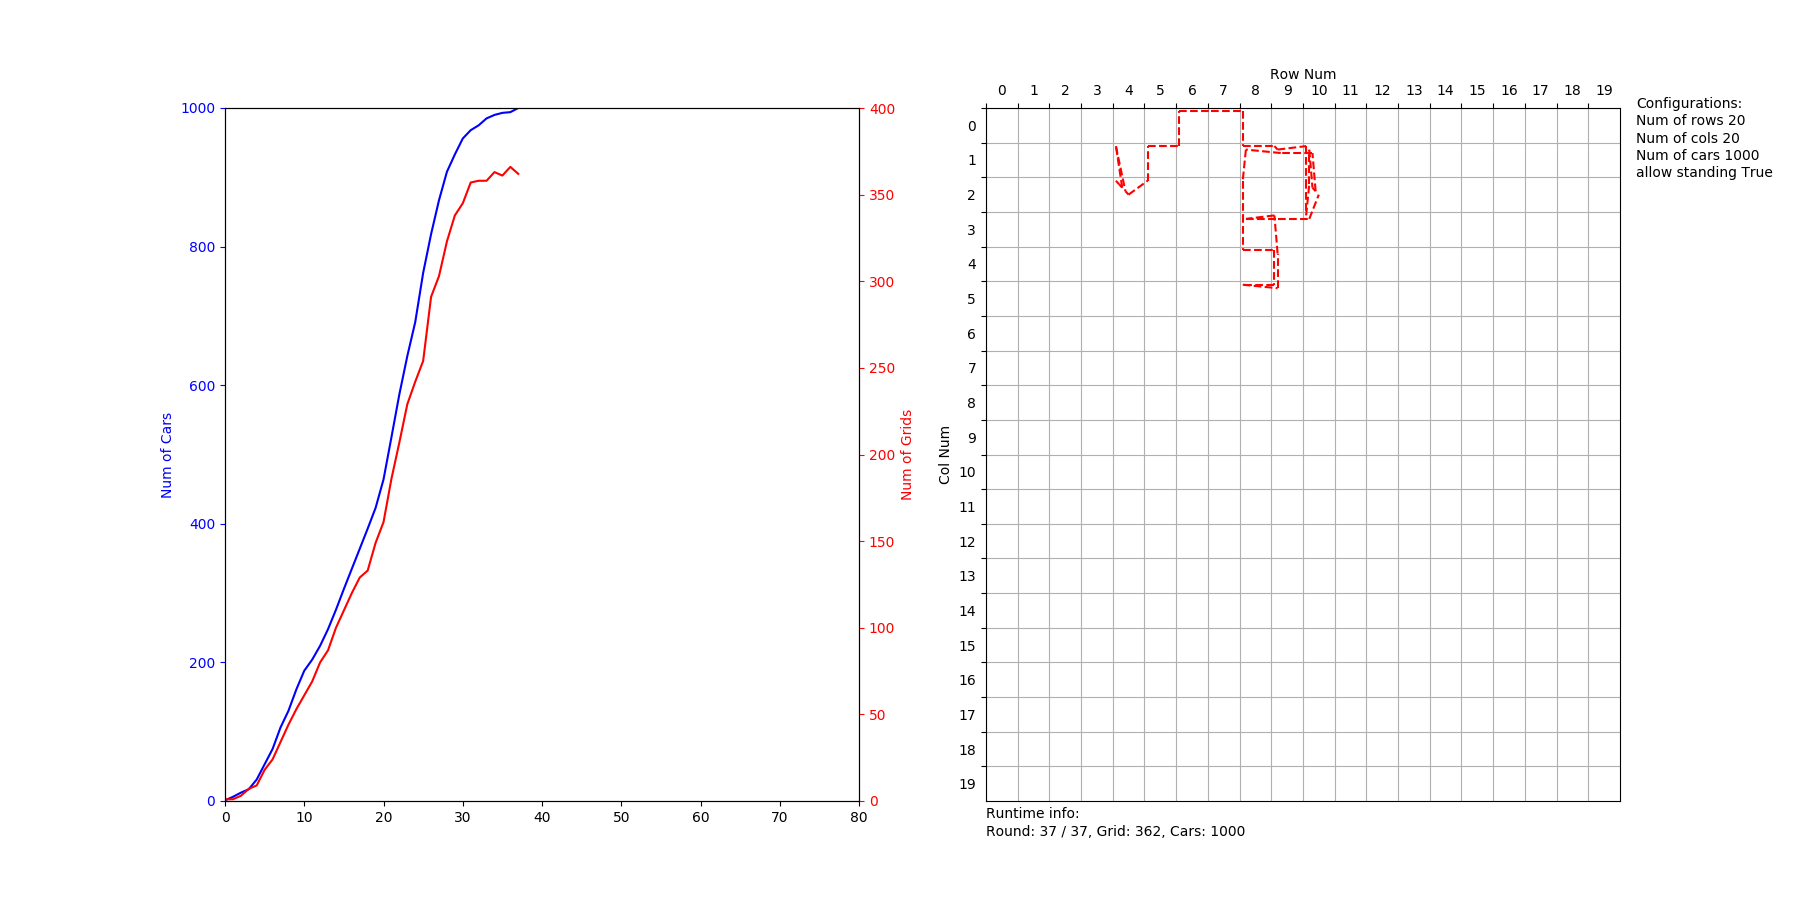 Row Num
0 1 2 3 4 5 6 7 8 9 10 11 12 13 14 15 16 17 18 19
1000
800
600
400
200
0
Num of Cars
0 10 20 30 40 50 60 70 80
400
350
300
250
200
150
100
50
0
Num of Grids
Col Num
0
1
2
3
4
5
6
7
8
9
10
11
12
13
14
15
16
17
18
19
Configurations:
Num of rows 20
Num of cols 20
Num of cars 1000
allow standing True
Runtime info:
Round: 37 / 37, Grid: 362, Cars: 1000